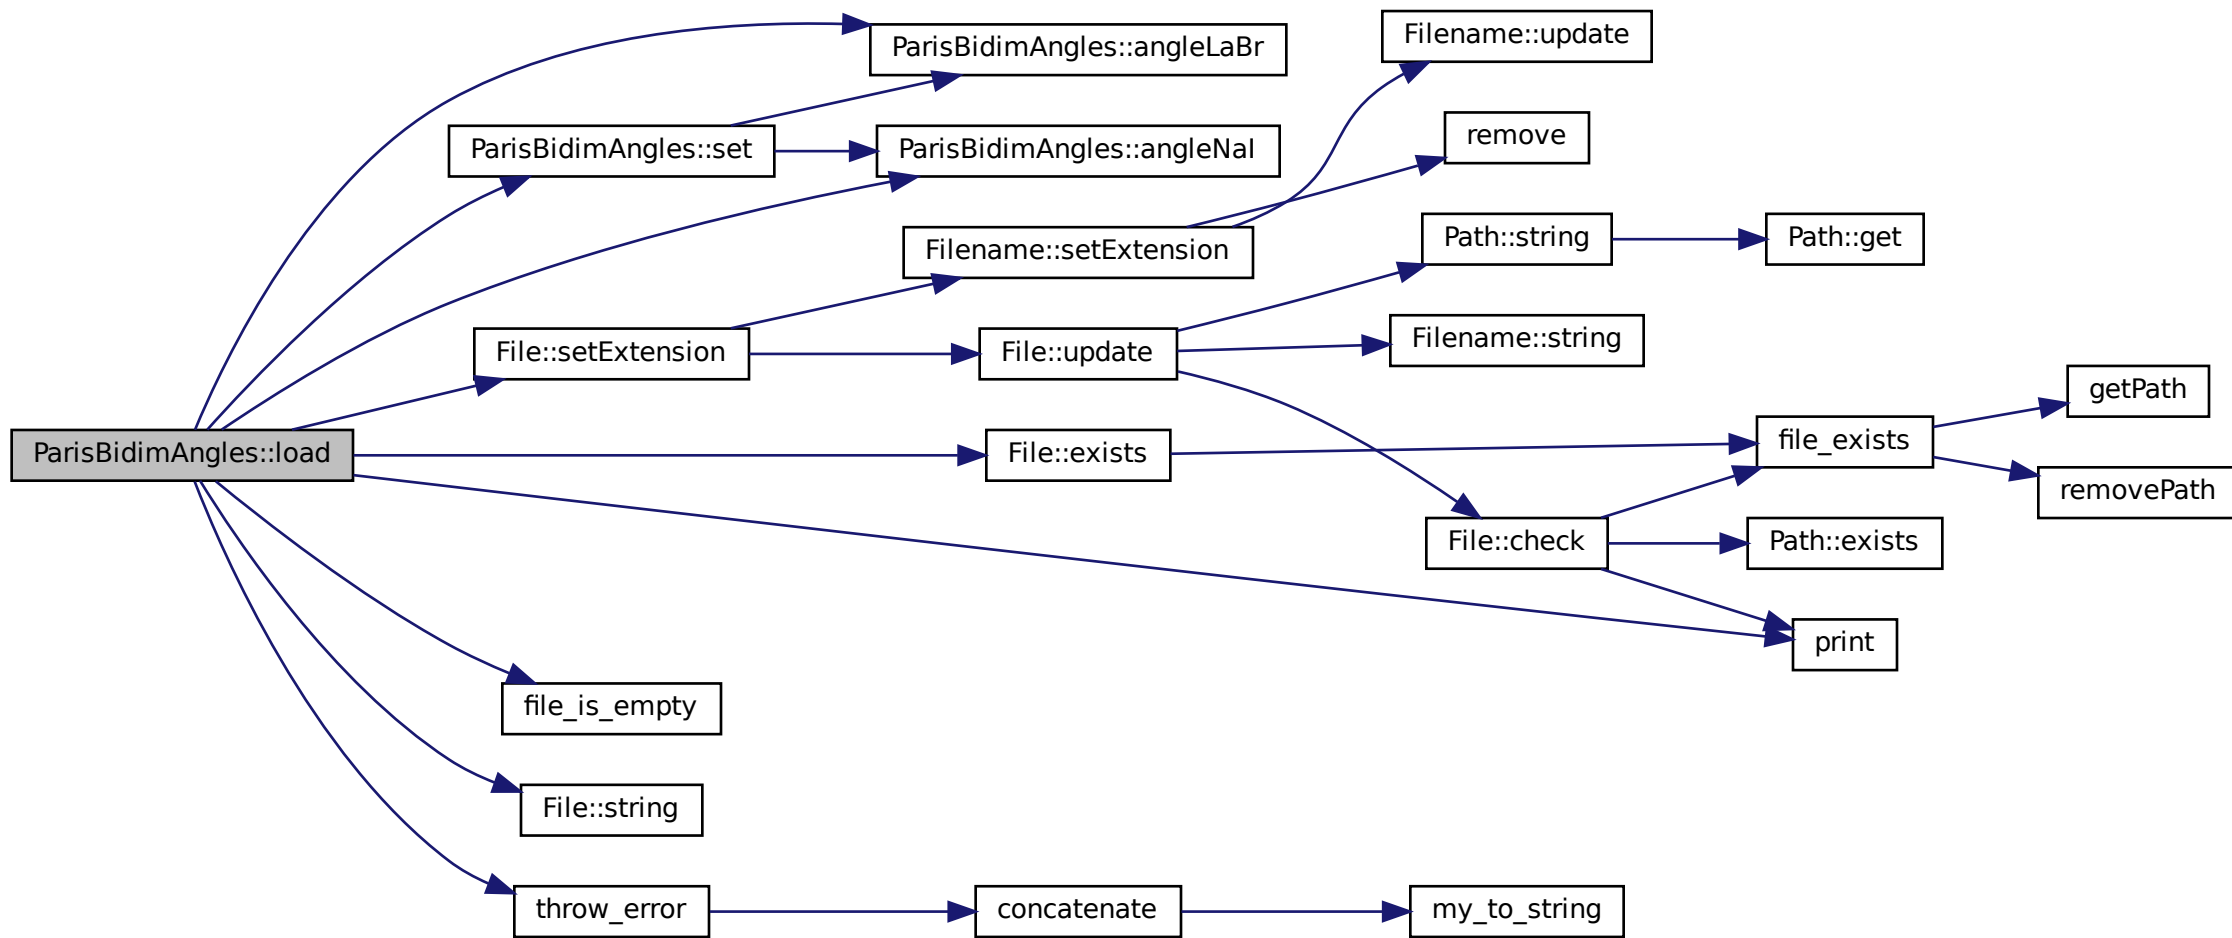 ParisBidimAngles::load
ParisBidimAngles::angleLaBr
ParisBidimAngles::angleNaI
ParisBidimAngles::set
File::setExtension
Filename::setExtension
Filename::update
remove
File::update
Path::string
Path::get
Filename::string
File::check
File::exists
file_exists
getPath
removePath
Path::exists
print
file_is_empty
File::string
throw_error
concatenate
my_to_string